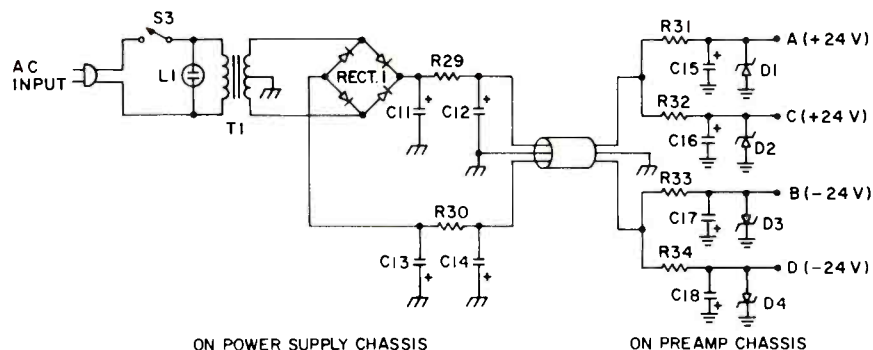 S3
AC
INPUT
L1
T1
RECT. 1
R29
C11 +
C12 +
R30
C13 +
C14 +
R31
A (+24 V)
C15 +
D1
R32
C (+24 V)
C16 +
D2
R33
B (-24 V)
C17 +
D3
R34
D (-24 V)
C18 +
D4
ON POWER SUPPLY CHASSIS
ON PREAMP CHASSIS